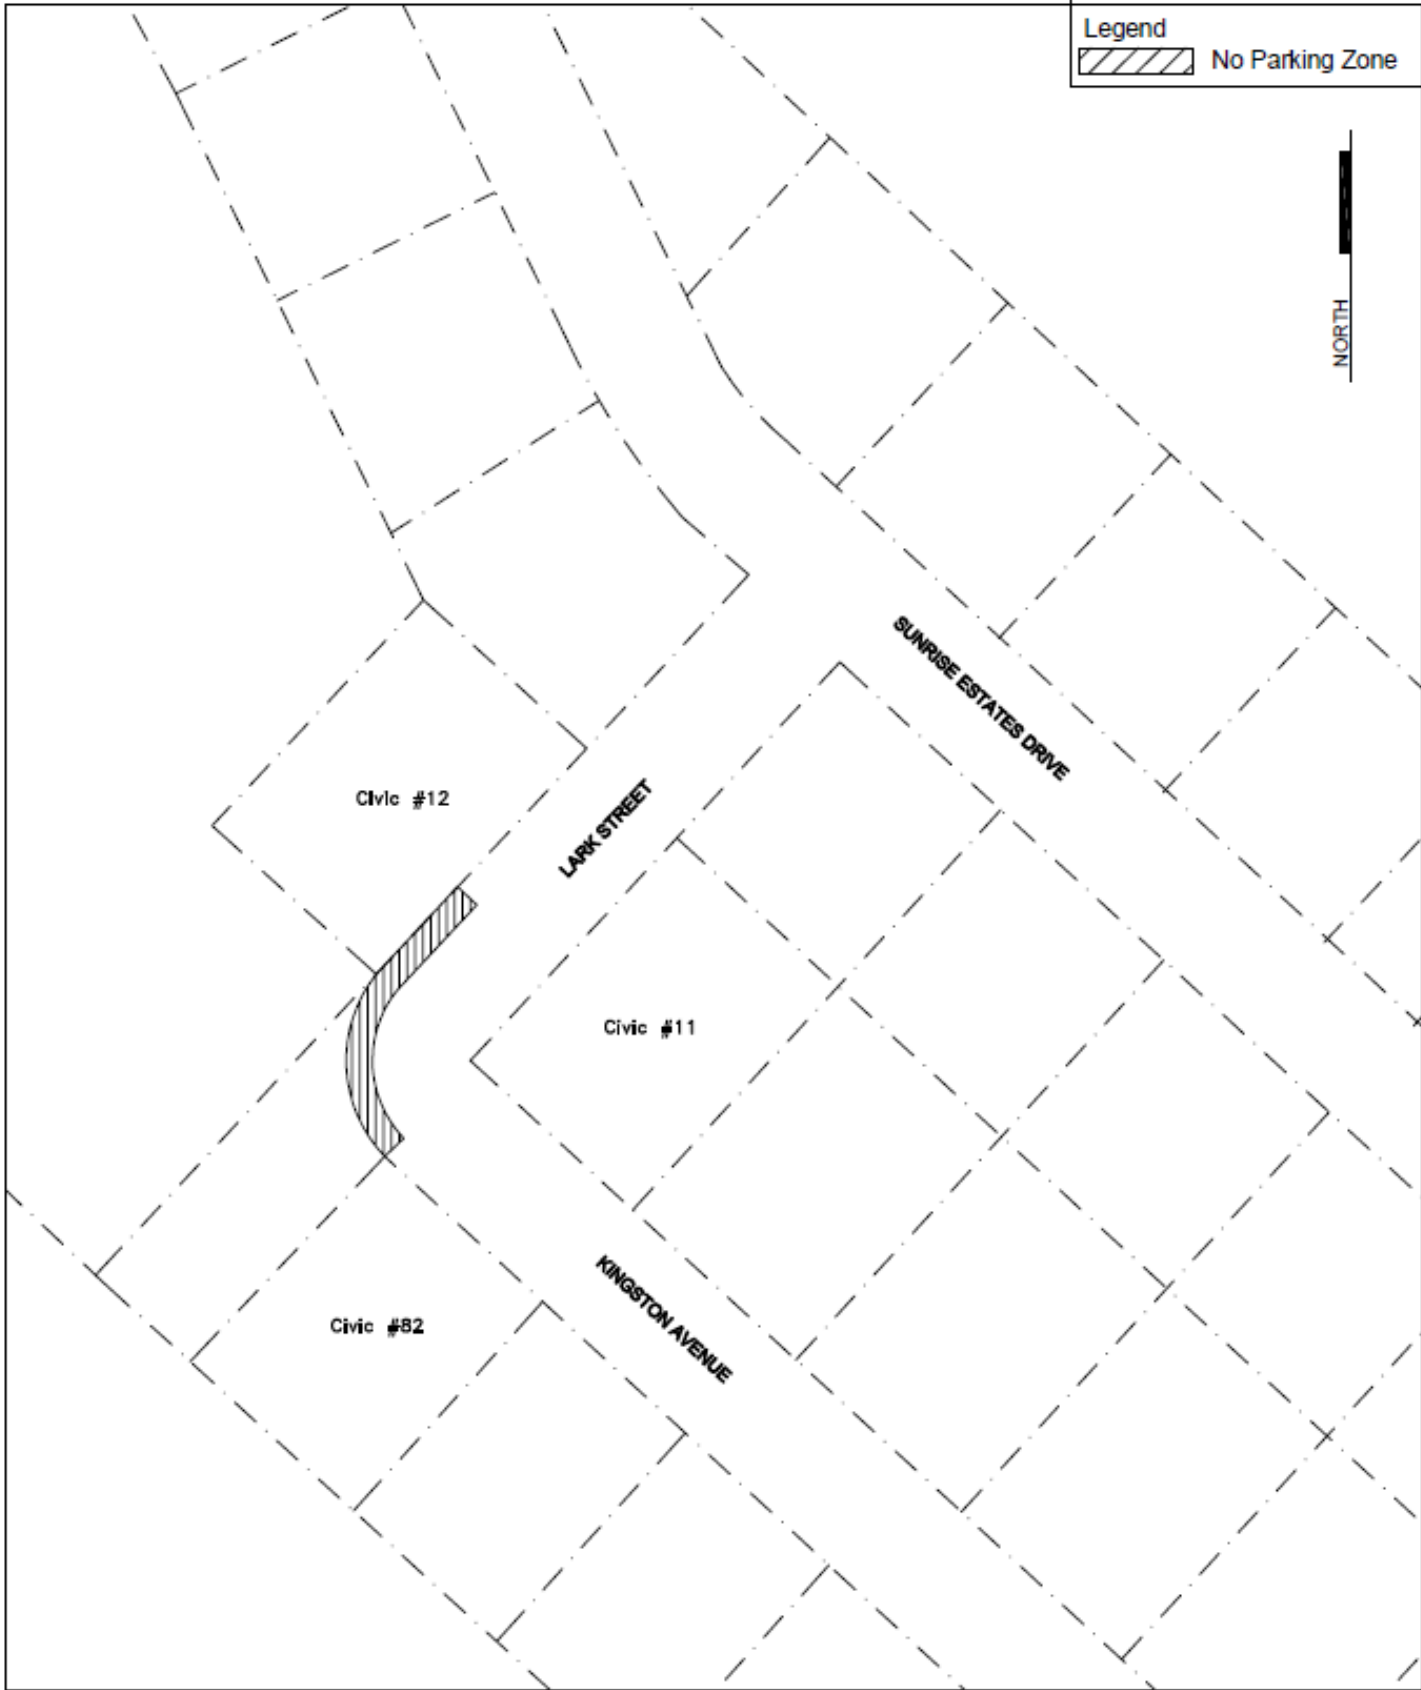 Legend
No Parking Zone
NORTH
SUNRISE ESTATES DRIVE
Civic #12
LARK STREET
Civic #11
KINGSTON AVENUE
Civic #82